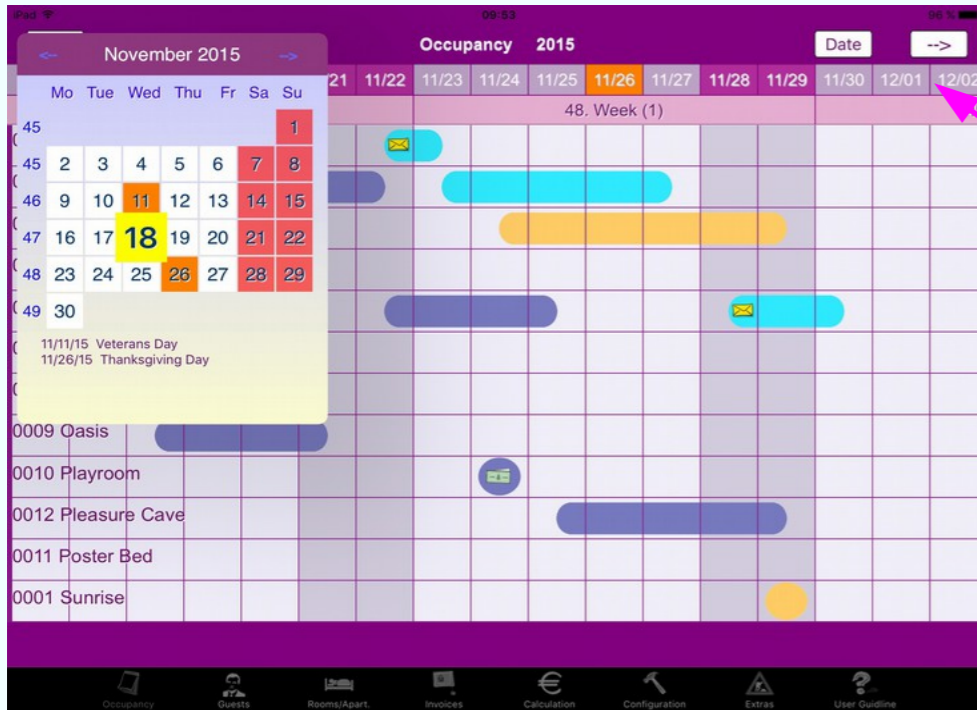 iPad 09:53 96 %
Occupancy 2015 Date -->
<-- November 2015 -->
/21 11/22 11/23 11/24 11/25 11/26 11/27 11/28 11/29 11/30 12/01 12/02
48. Week (1)
Mo Tue Wed Thu Fr Sa Su
45 1
45 2 3 4 5 6 7 8
46 9 10 11 12 13 14 15
47 16 17 18 19 20 21 22
48 23 24 25 26 27 28 29
49 30
11/11/15 Veterans Day
11/26/15 Thanksgiving Day
0009 Oasis
0010 Playroom
0012 Pleasure Cave
0011 Poster Bed
0001 Sunrise
Occupancy Guests Rooms/Apart. Invoices Calculation Configuration Extras User Guidline